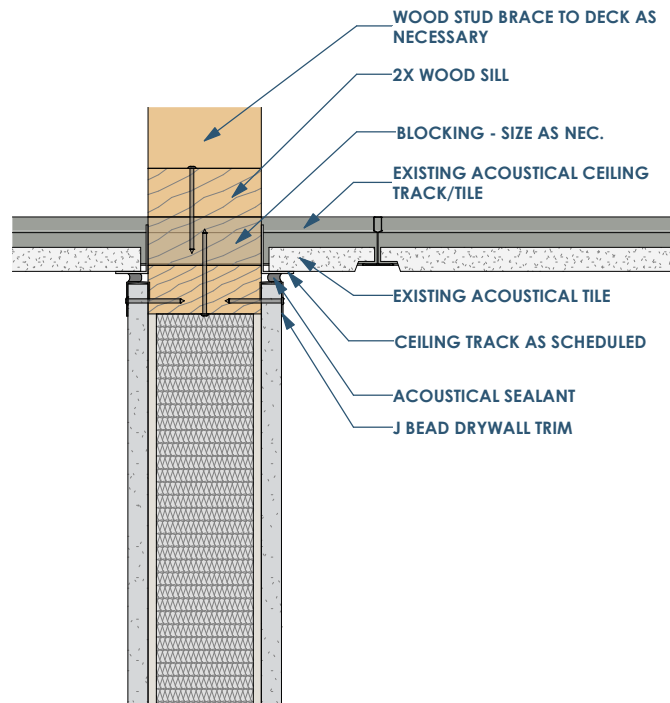 WOOD STUD BRACE TO DECK AS
NECESSARY
2X WOOD SILL
BLOCKING - SIZE AS NEC.
EXISTING ACOUSTICAL CEILING
TRACK/TILE
EXISTING ACOUSTICAL TILE
CEILING TRACK AS SCHEDULED
ACOUSTICAL SEALANT
J BEAD DRYWALL TRIM